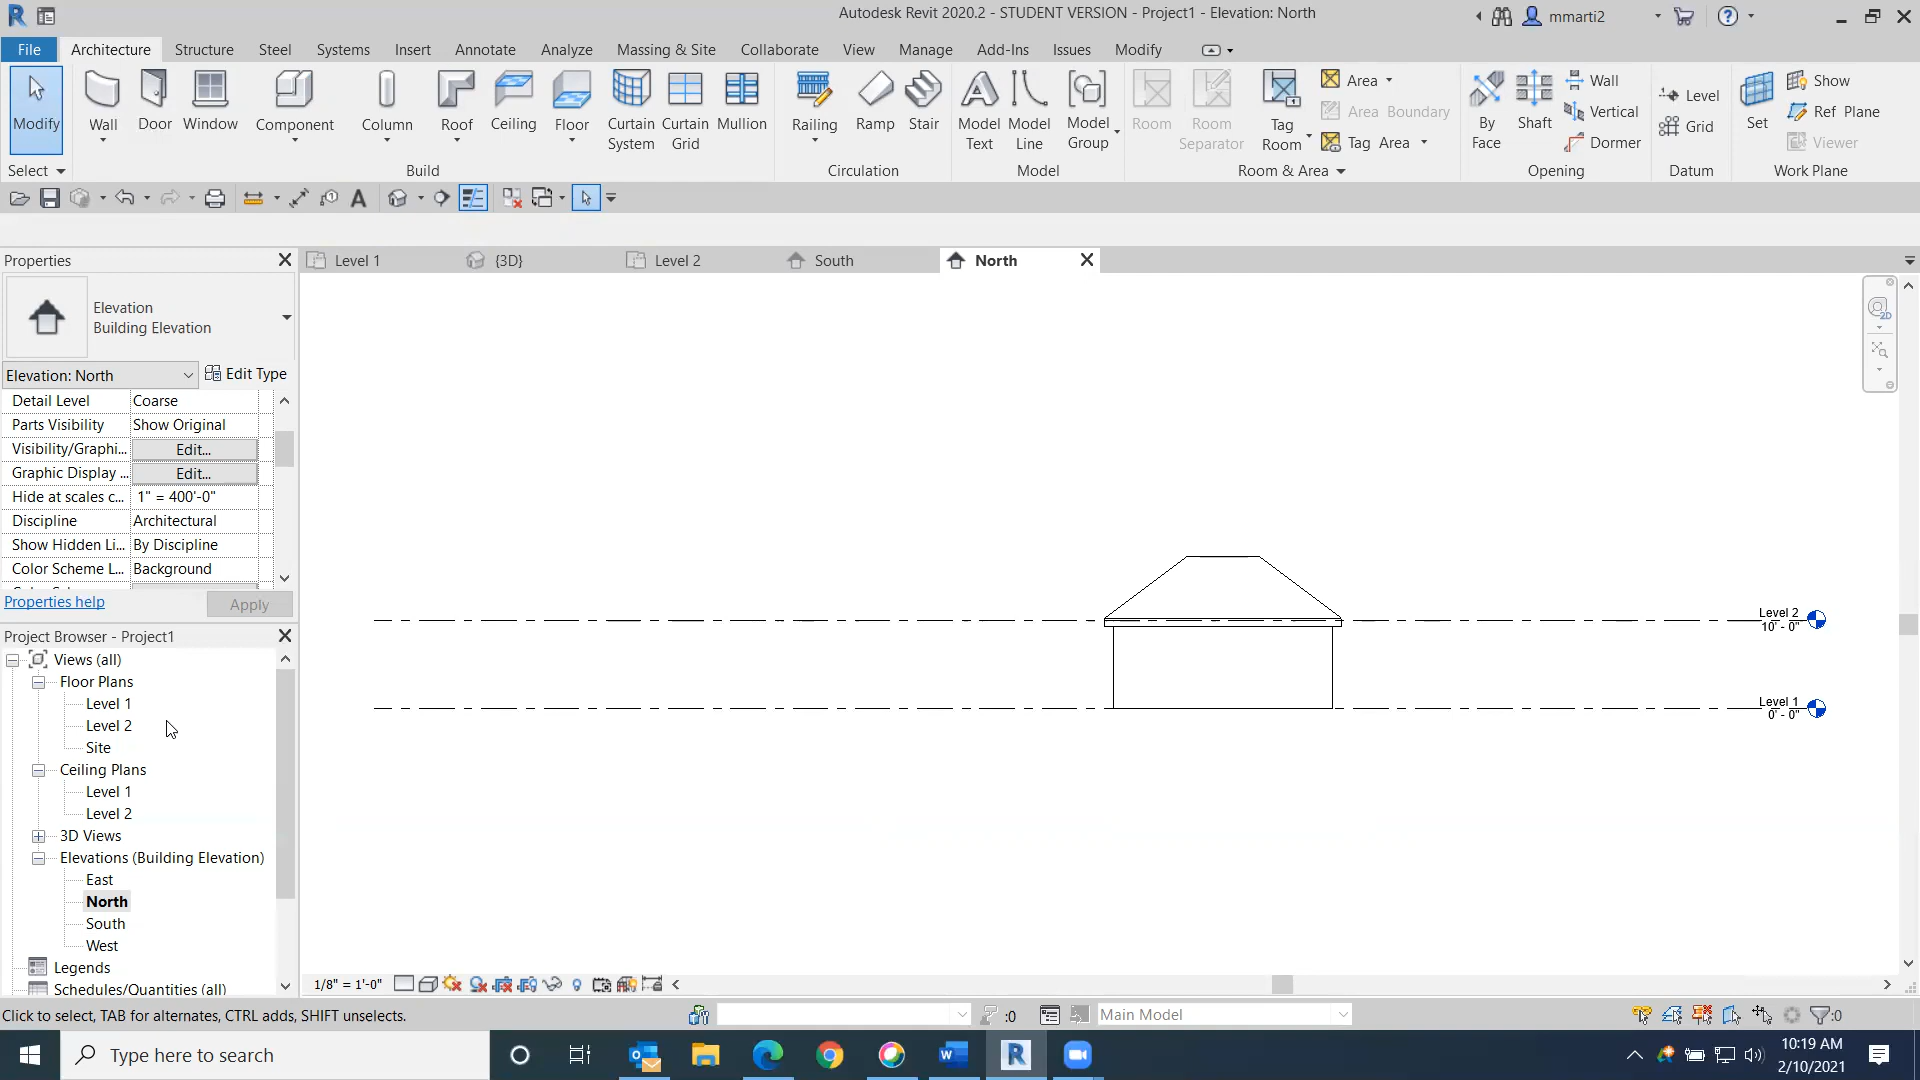 Autodesk Revit 2020.2 - STUDENT VERSION - Project1 - Elevation: North
mmarti2
File Architecture Structure Steel Systems Insert Annotate Analyze Massing & Site Collaborate View Manage Add-Ins Issues Modify
Modify Wall Door Window Component Column Roof Ceiling Floor Curtain System Curtain Grid Mullion
Railing Ramp Stair
Model Text Model Line Model Group
Room Room Separator Tag Room
Area
Area Boundary
Tag Area
By Face Shaft
Wall
Vertical
Dormer
Level
Grid
Set
Show
Ref Plane
Viewer
Select Build Circulation Model Room & Area Opening Datum Work Plane
Properties
Level 1 {3D} Level 2 South North
Elevation
Building Elevation
Elevation: North Edit Type
Detail Level Coarse
Parts Visibility Show Original
Visibility/Graphi... Edit...
Graphic Display ... Edit...
Hide at scales c... 1" = 400'-0"
Discipline Architectural
Show Hidden Li... By Discipline
Color Scheme L... Background
Properties help Apply
Project Browser - Project1
Views (all)
Floor Plans
Level 1
Level 2
Site
Ceiling Plans
Level 1
Level 2
3D Views
Elevations (Building Elevation)
East
North
South
West
Legends
Schedules/Quantities (all)
Level 2
10' - 0"
Level 1
0' - 0"
2D
1/8" = 1'-0"
Click to select, TAB for alternates, CTRL adds, SHIFT unselects.
:0
Main Model
:0
Type here to search
10:19 AM
2/10/2021